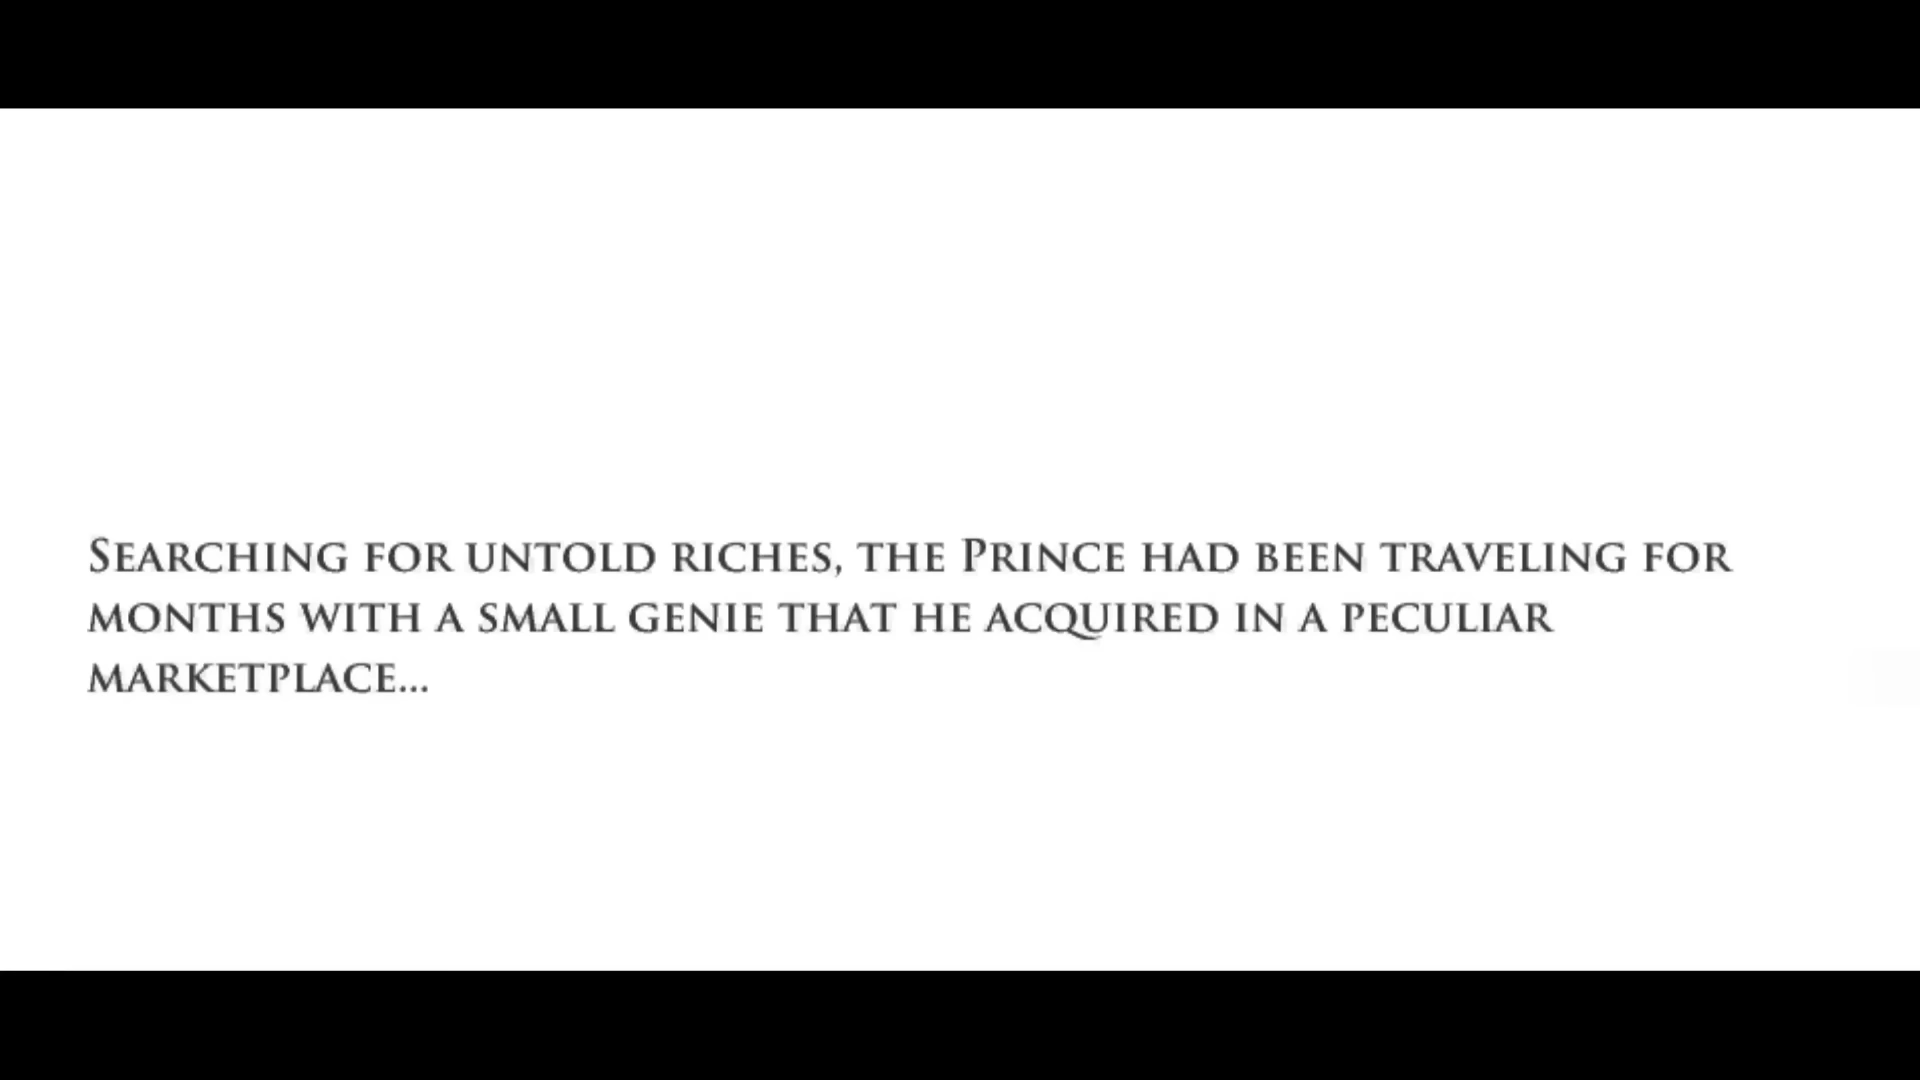 Searching for untold riches, the Prince had been traveling for
months with a small genie that he acquired in a peculiar
marketplace...